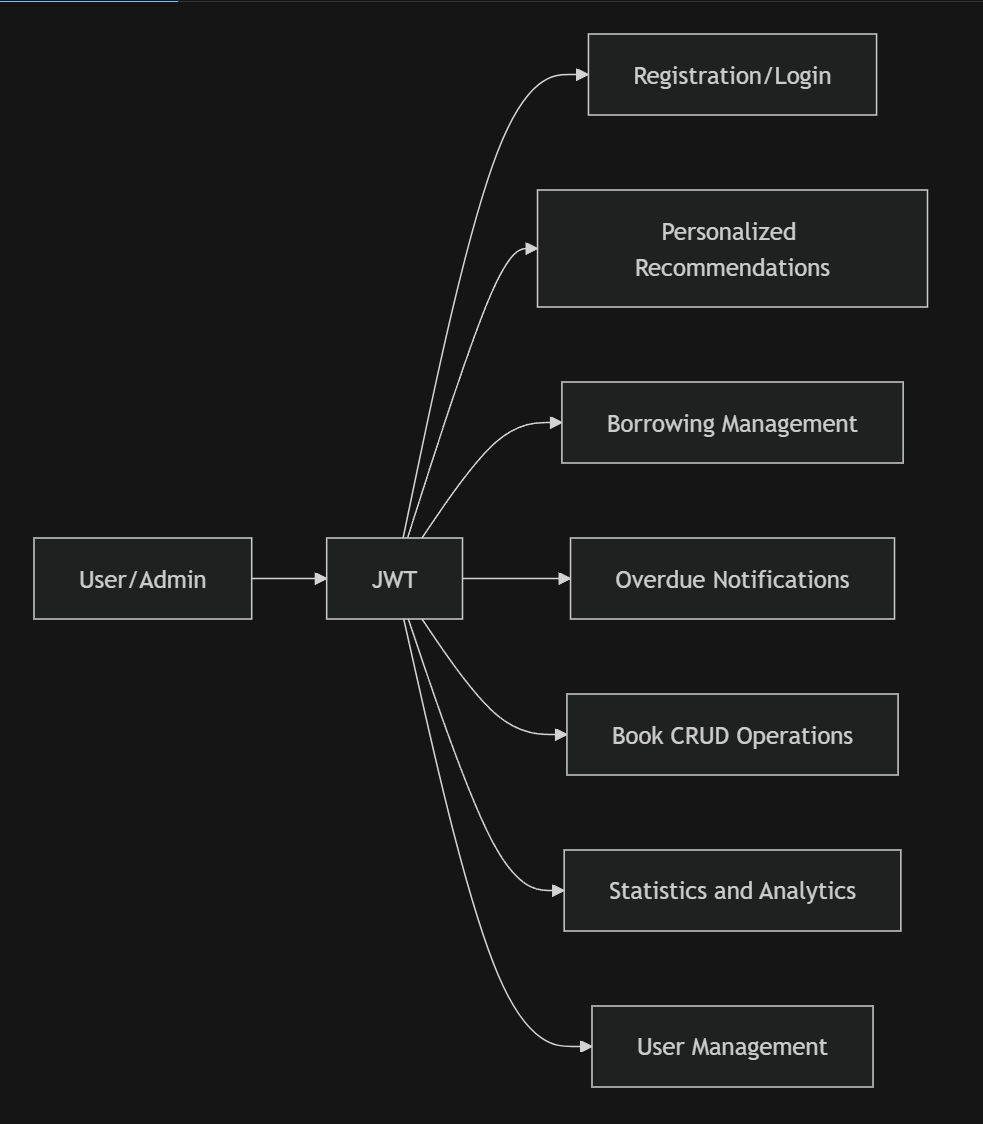 Registration/Login
Personalized
Recommendations
Borrowing Management
User/Admin
JWT
Overdue Notifications
Book CRUD Operations
Statistics and Analytics
User Management